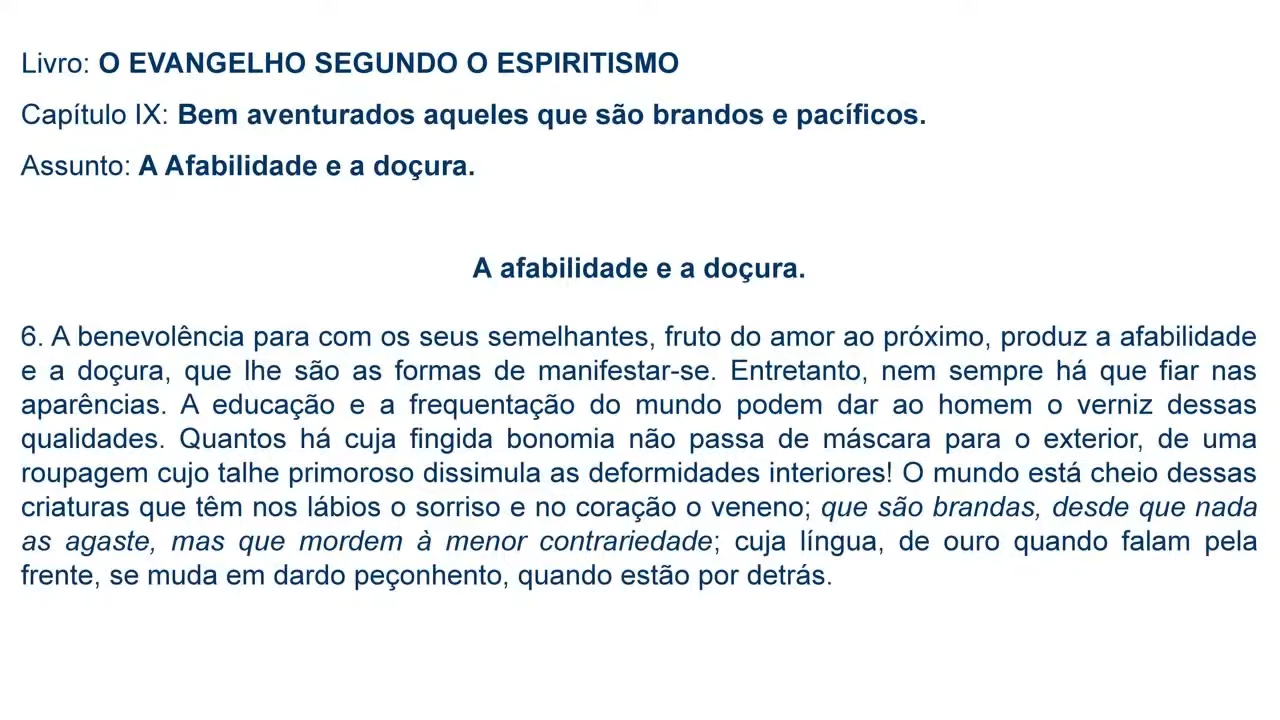 Livro: O EVANGELHO SEGUNDO O ESPIRITISMO
Capítulo IX: Bem aventurados aqueles que são brandos e pacíficos.
Assunto: A Afabilidade e a doçura.
A afabilidade e a doçura.
6. A benevolência para com os seus semelhantes, fruto do amor ao próximo, produz a afabilidade
e a doçura, que lhe são as formas de manifestar-se. Entretanto, nem sempre há que fiar nas
aparências. A educação e a frequentação do mundo podem dar ao homem o verniz dessas
qualidades. Quantos há cuja fingida bonomia não passa de máscara para o exterior, de uma
roupagem cujo talhe primoroso dissimula as deformidades interiores! O mundo está cheio dessas
criaturas que têm nos lábios o sorriso e no coração o veneno; que são brandas, desde que nada
as agaste, mas que mordem à menor contrariedade; cuja língua, de ouro quando falam pela
frente, se muda em dardo peçonhento, quando estão por detrás.